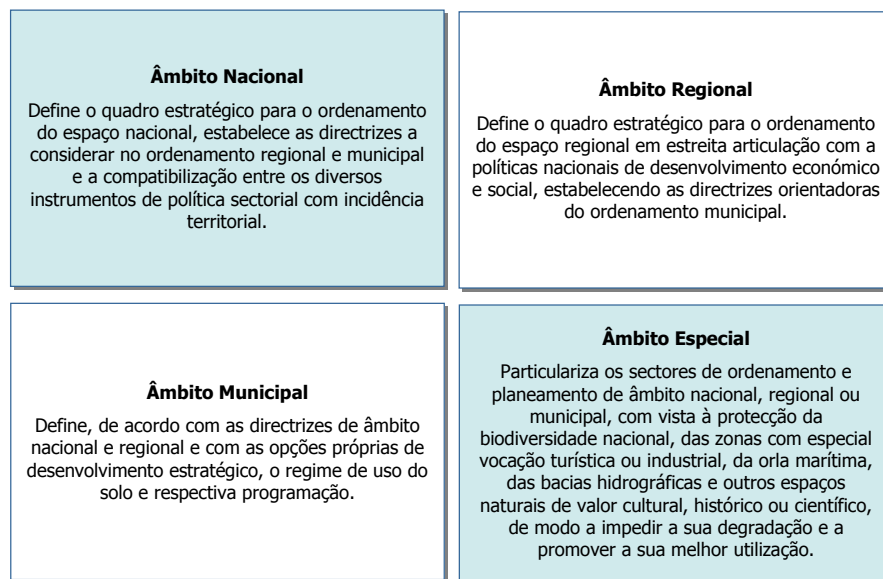 Âmbito Nacional
Define o quadro estratégico para o ordenamento
do espaço nacional, estabelece as directrizes a
considerar no ordenamento regional e municipal
e a compatibilização entre os diversos
instrumentos de política sectorial com incidência
territorial.
Âmbito Regional
Define o quadro estratégico para o ordenamento
do espaço regional em estreita articulação com a
políticas nacionais de desenvolvimento económico
e social, estabelecendo as directrizes orientadoras
do ordenamento municipal.
Âmbito Municipal
Define, de acordo com as directrizes de âmbito
nacional e regional e com as opções próprias de
desenvolvimento estratégico, o regime de uso do
solo e respectiva programação.
Âmbito Especial
Particulariza os sectores de ordenamento e
planeamento de âmbito nacional, regional ou
municipal, com vista à protecção da
biodiversidade nacional, das zonas com especial
vocação turística ou industrial, da orla marítima,
das bacias hidrográficas e outros espaços
naturais de valor cultural, histórico ou científico,
de modo a impedir a sua degradação e a
promover a sua melhor utilização.